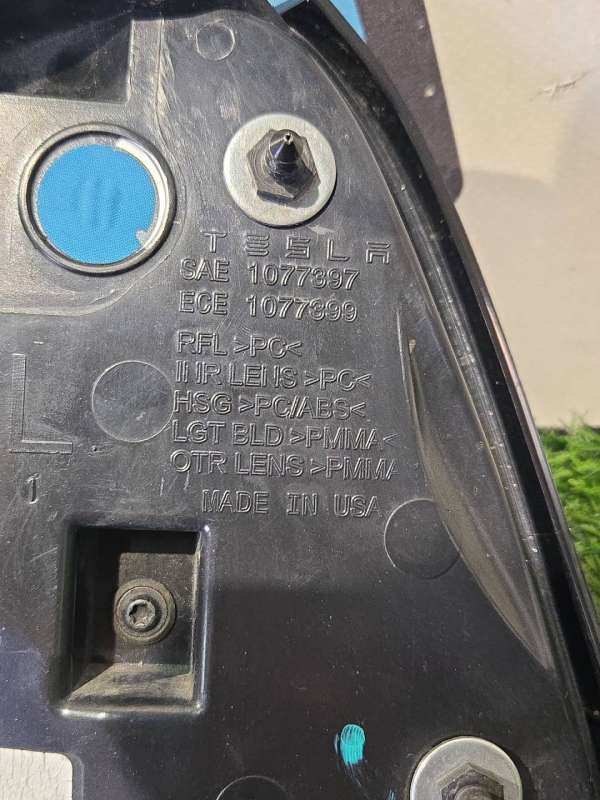 TESLA
SAE 1077397
ECE 1077399
RFL >PC<
INR LENS >PC<
HSG >PC/ABS<
LGT BLD >PMMA<
OTR LENS >PMMA
MADE IN USA
L
1